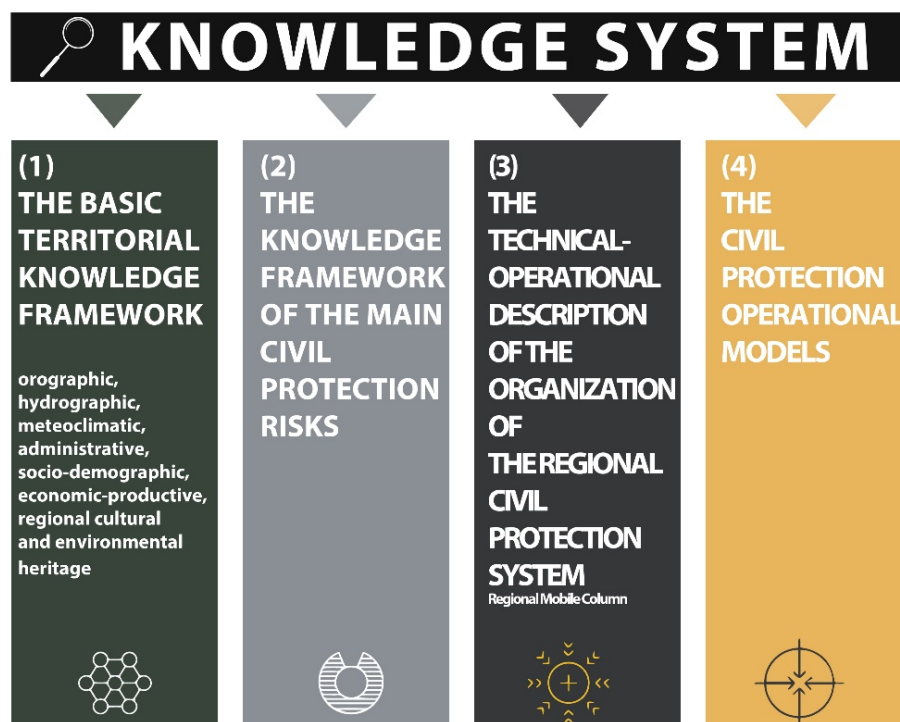 KNOWLEDGE SYSTEM
(1)
THE BASIC
TERRITORIAL
KNOWLEDGE
FRAMEWORK
orographic,
hydrographic,
meteoclimatic,
administrative,
socio-demographic,
economic-productive,
regional cultural
and environmental
heritage
(2)
THE
KNOWLEDGE
FRAMEWORK
OF THE MAIN
CIVIL
PROTECTION
RISKS
(3)
THE
TECHNICAL-
OPERATIONAL
DESCRIPTION
OF THE
ORGANIZATION
OF
THE REGIONAL
CIVIL
PROTECTION
SYSTEM
Regional Mobile Column
(4)
THE
CIVIL
PROTECTION
OPERATIONAL
MODELS